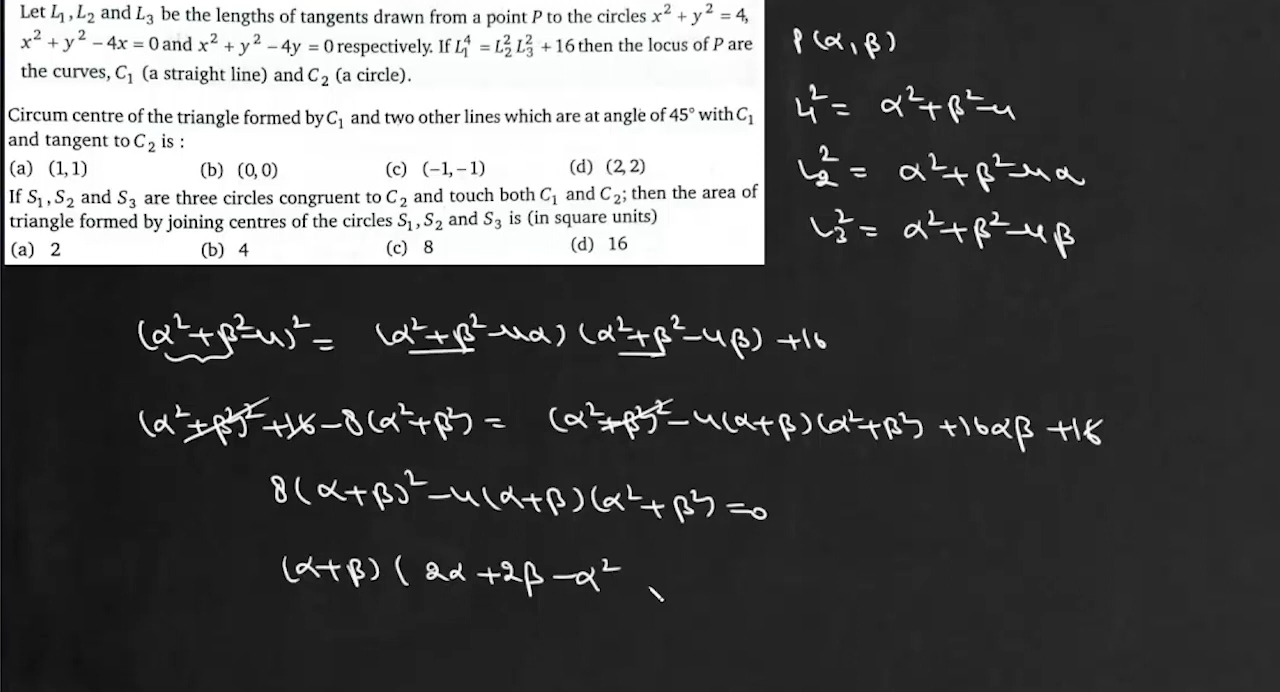 Let L₁, L₂ and L₃ be the lengths of tangents drawn from a point P to the circles x² + y² = 4,
x² + y² – 4x = 0 and x² + y² – 4y = 0 respectively. If L₁⁴ = L₂² L₃² + 16 then the locus of P are
the curves, C₁ (a straight line) and C₂ (a circle).
Circum centre of the triangle formed by C₁ and two other lines which are at angle of 45° with C₁
and tangent to C₂ is :
(a) (1, 1) (b) (0, 0) (c) (–1, –1) (d) (2, 2)
If S₁, S₂ and S₃ are three circles congruent to C₂ and touch both C₁ and C₂; then the area of
triangle formed by joining centres of the circles S₁, S₂ and S₃ is (in square units)
(a) 2 (b) 4 (c) 8 (d) 16
P(α, β)
L₁² = α²+β²-4
L₂² = α²+β²-4α
L₃² = α²+β²-4β
(α²+β²-4)² = (α²+β²-4α)(α²+β²-4β) +16
(α²+β²)²+16-8(α²+β²) = (α²+β²)²-4(α+β)(α²+β²) +16αβ +16
8(α+β)²-4(α+β)(α²+β²)=0
(α+β)(2α+2β-α²